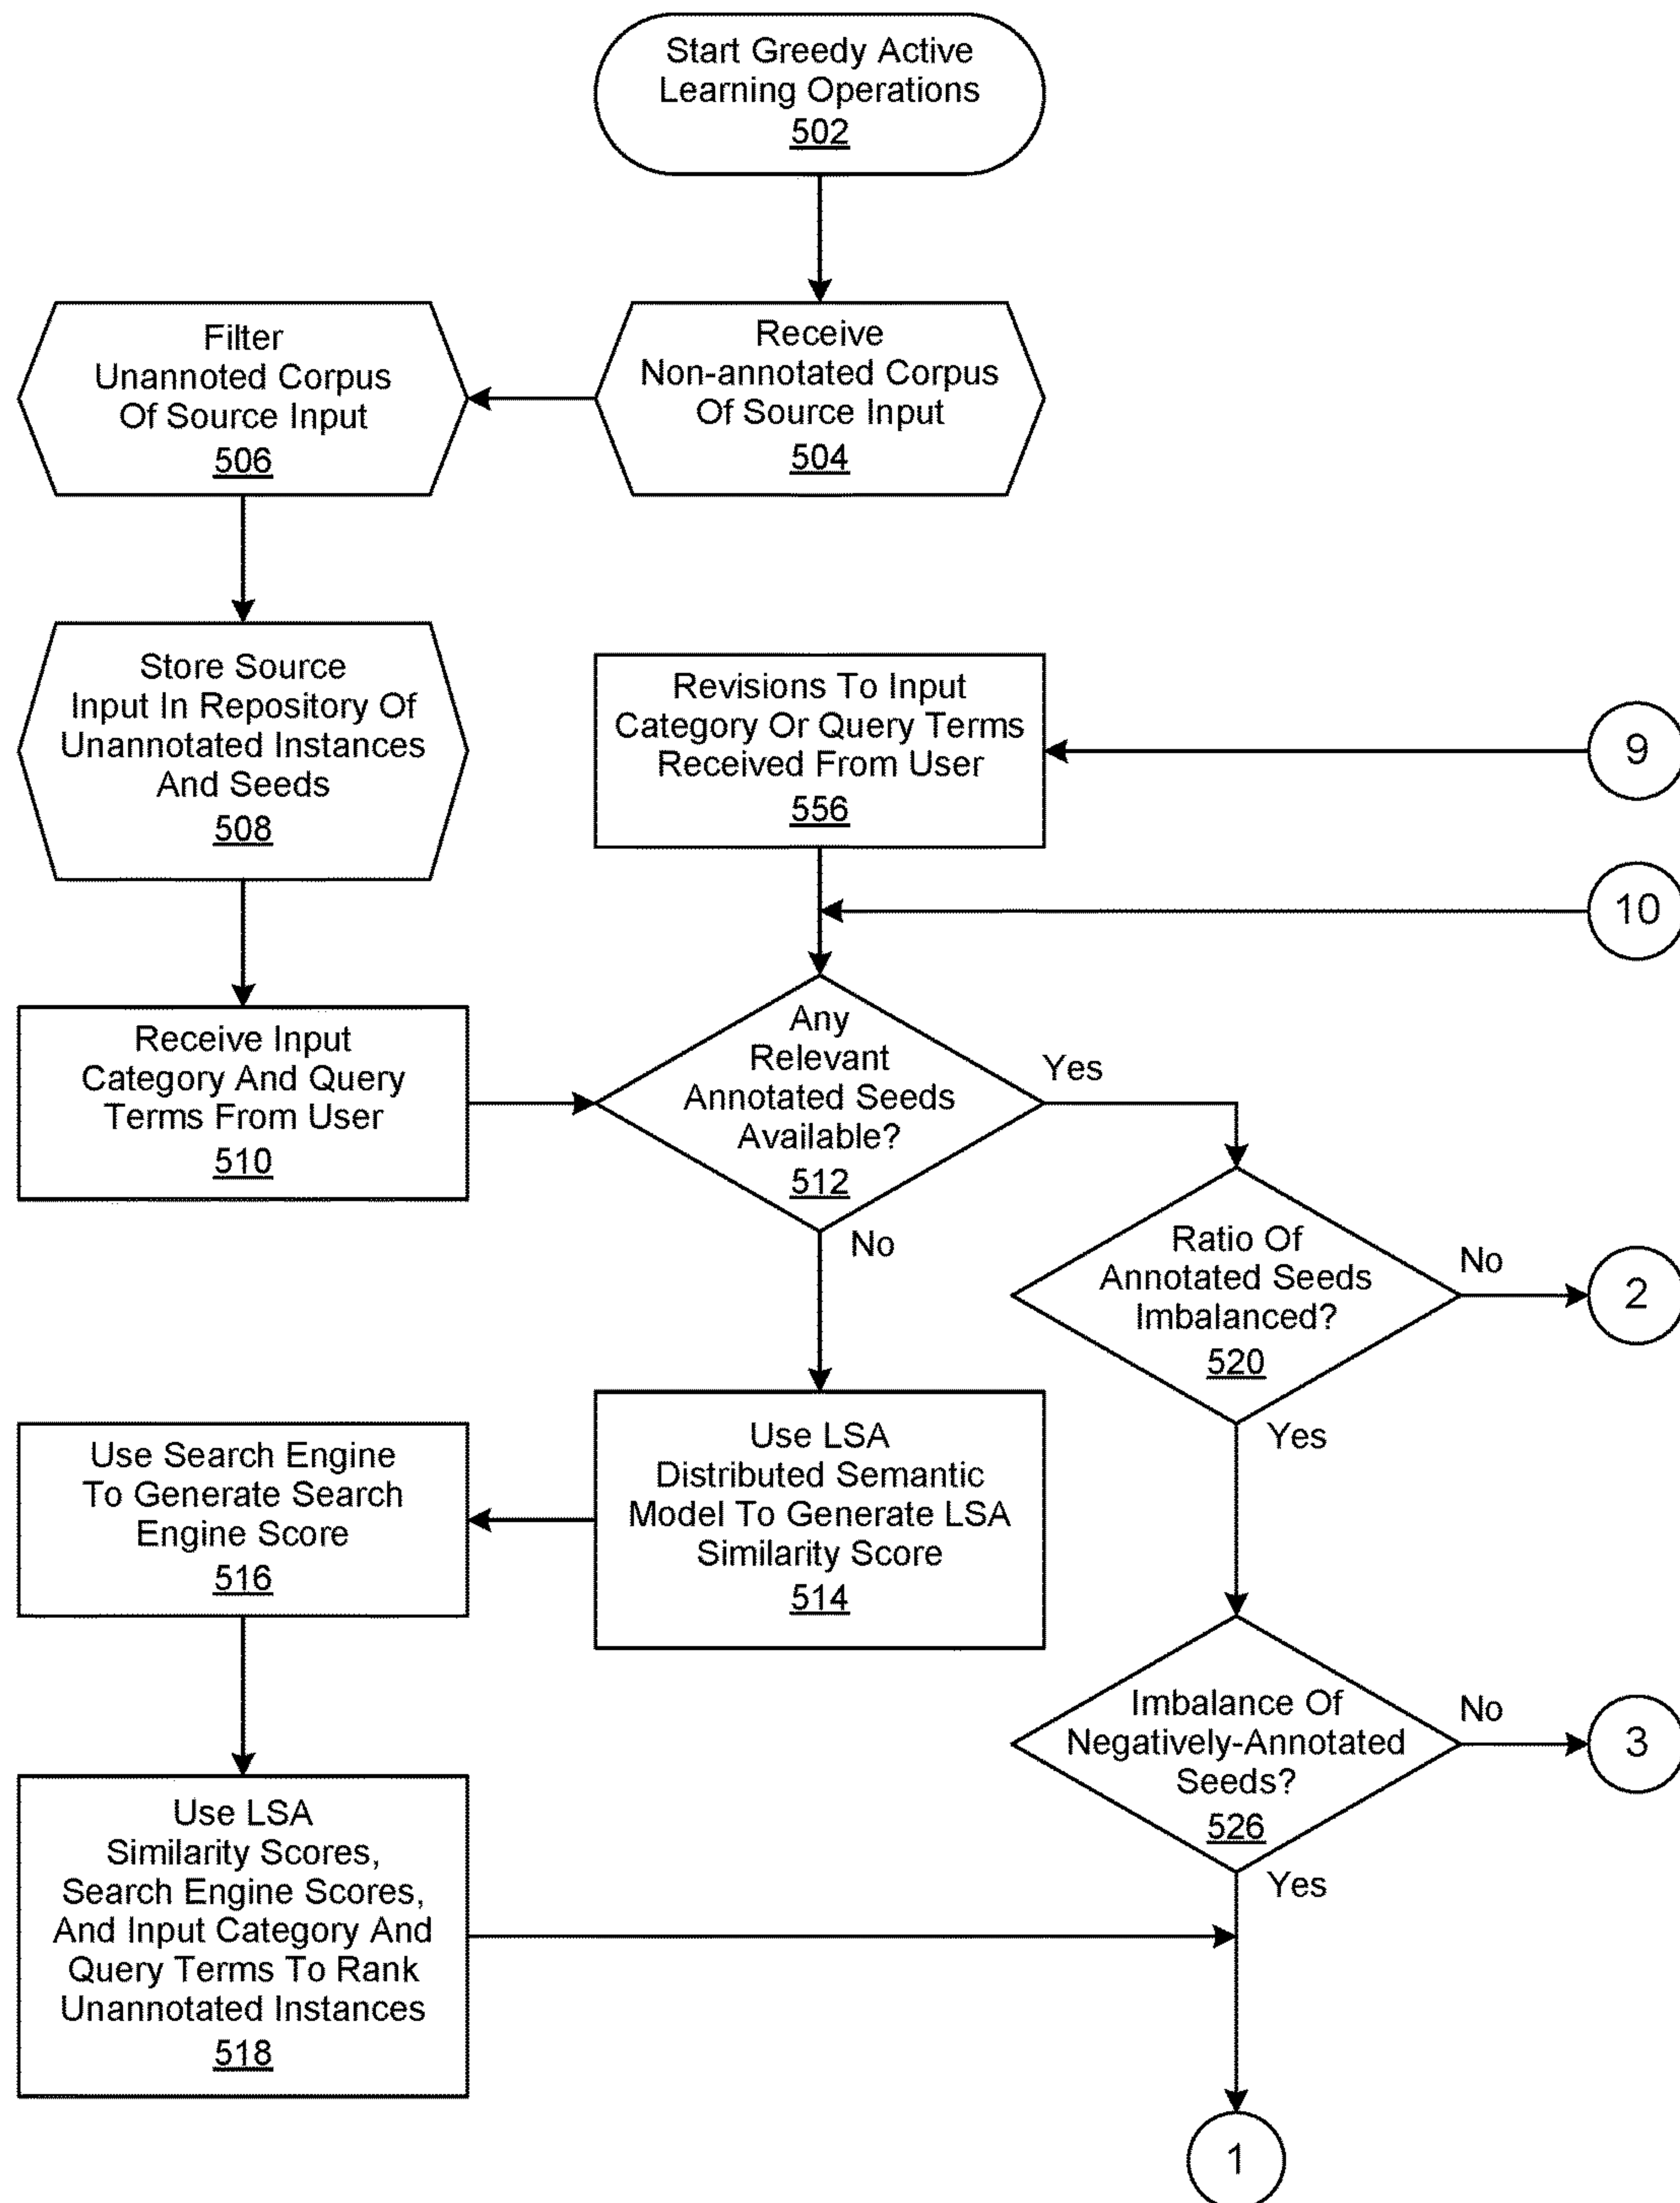 Start Greedy Active
Learning Operations
502
Filter
Unannoted Corpus
Of Source Input
506
Receive
Non-annotated Corpus
Of Source Input
504
Store Source
Input In Repository Of
Unannotated Instances
And Seeds
508
Revisions To Input
Category Or Query Terms
Received From User
556
9
10
Receive Input
Category And Query
Terms From User
510
Any
Relevant
Annotated Seeds
Available?
512
Yes
No
Ratio Of
Annotated Seeds
Imbalanced?
520
No
2
Yes
Use Search Engine
To Generate Search
Engine Score
516
Use LSA
Distributed Semantic
Model To Generate LSA
Similarity Score
514
Imbalance Of
Negatively-Annotated
Seeds?
526
No
3
Yes
Use LSA
Similarity Scores,
Search Engine Scores,
And Input Category And
Query Terms To Rank
Unannotated Instances
518
1